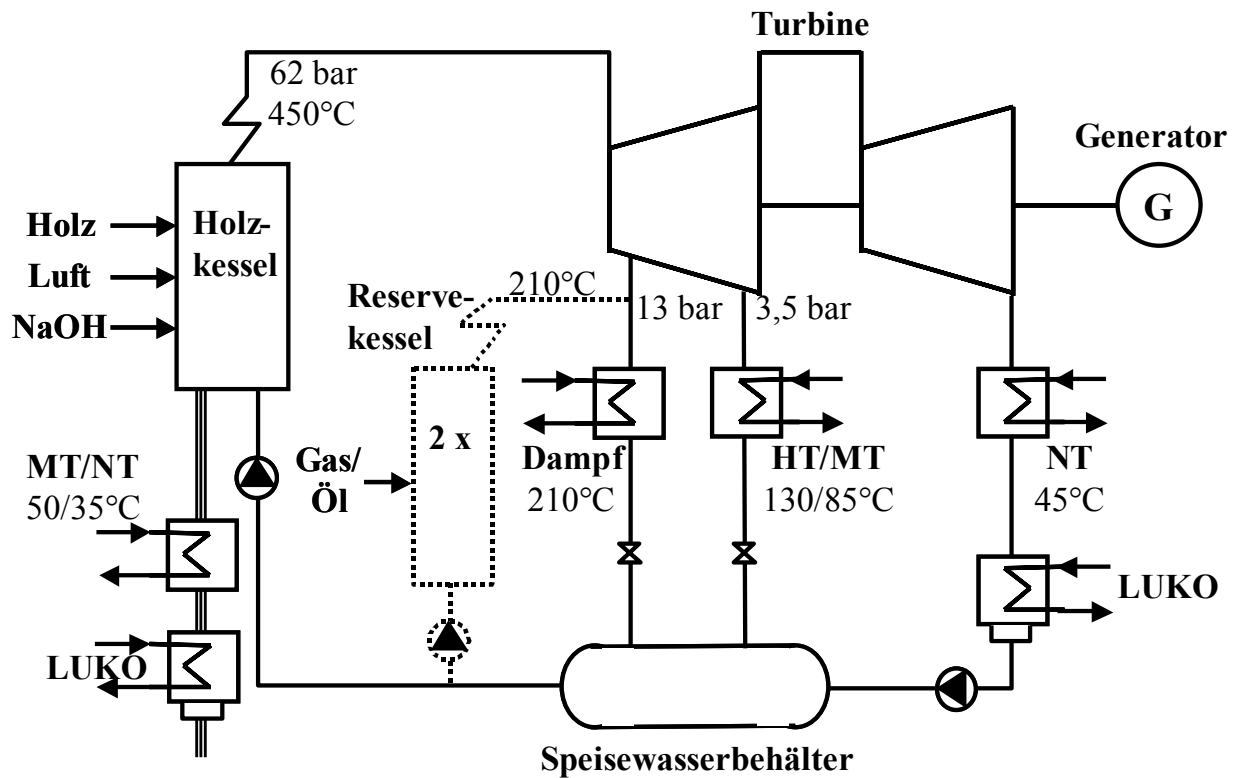 Turbine
62 bar
450°C
Generator
G
Holz
Luft
NaOH
Holz-
kessel
210°C
Reserve-
kessel
13 bar
3,5 bar
2 x
Gas/
Öl
MT/NT
50/35°C
Dampf
210°C
HT/MT
130/85°C
NT
45°C
LUKO
LUKO
Speisewasserbehälter